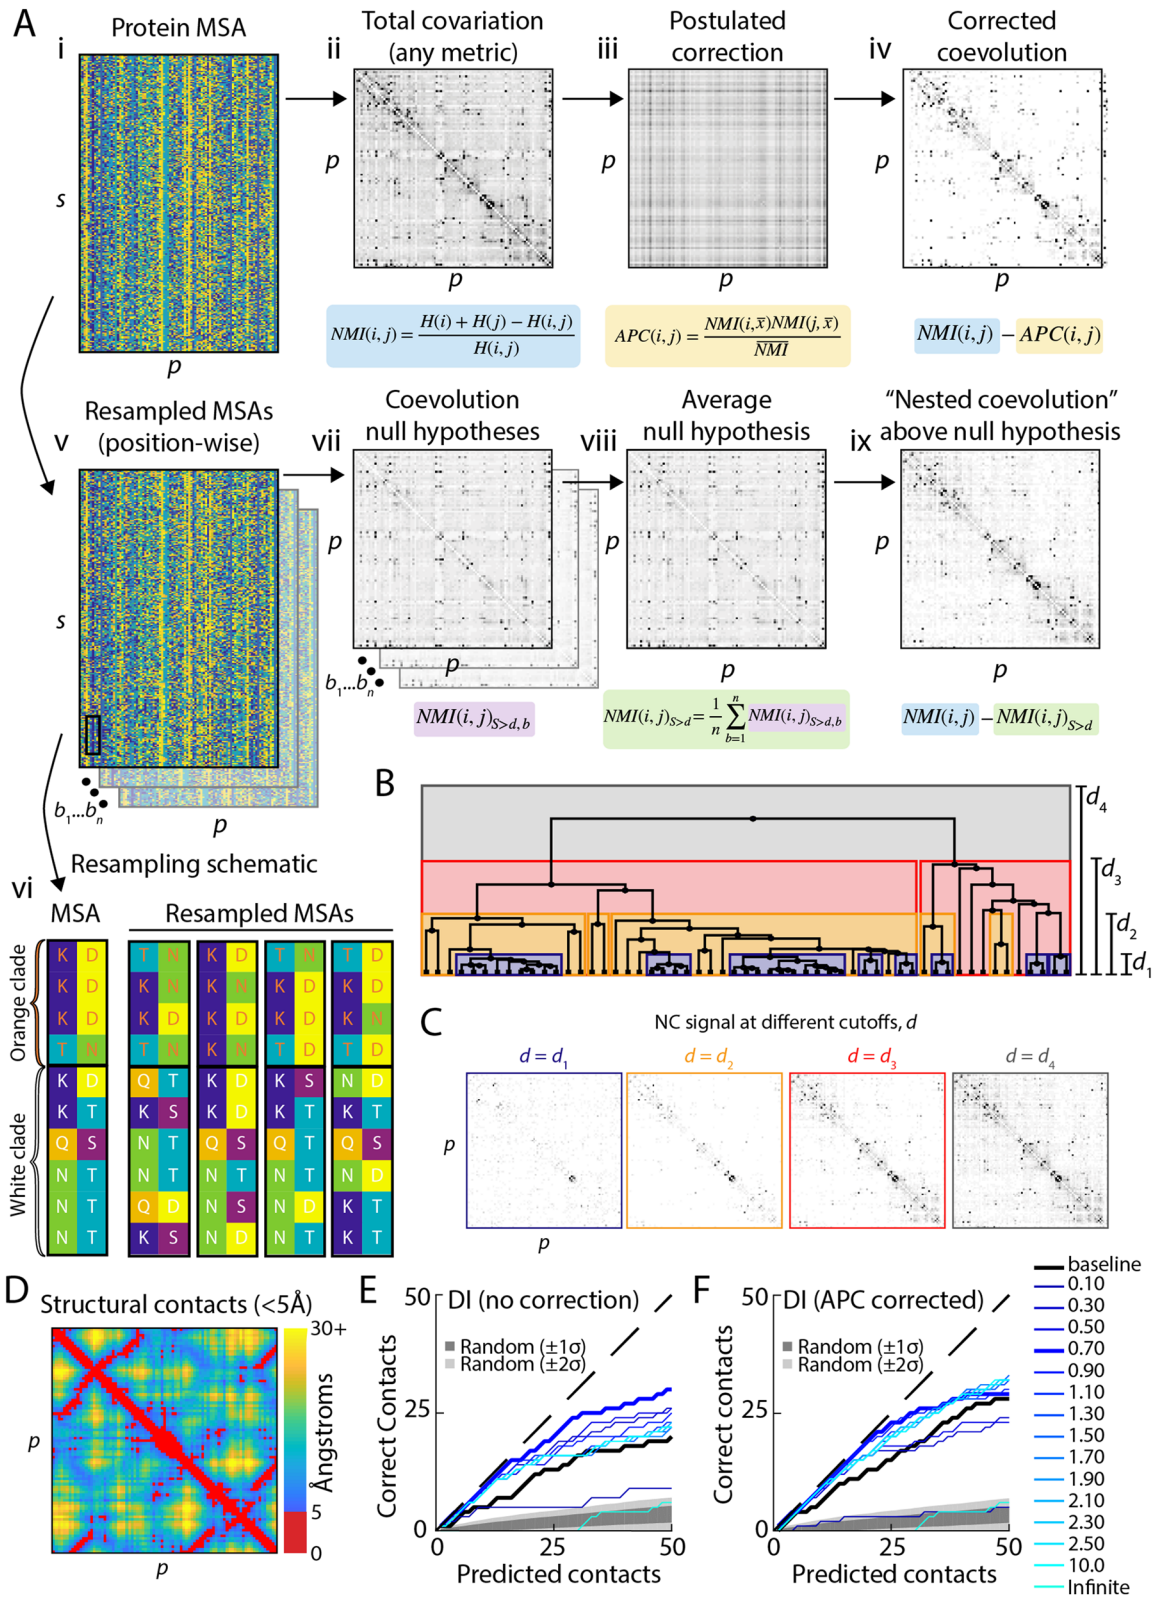 A
i
Protein MSA
s
p
ii
Total covariation
(any metric)
p
p
NMI(i, j) = H(i) + H(j) − H(i, j) / H(i, j)
iii
Postulated
correction
p
p
APC(i, j) = NMI(i, x̅)NMI(j, x̅) / N̅M̅I̅
iv
Corrected
coevolution
p
p
NMI(i, j) − APC(i, j)
v
Resampled MSAs
(position-wise)
s
b1...bn
p
vii
Coevolution
null hypotheses
p
p
b1...bn
NMI(i, j)S>d, b
viii
Average
null hypothesis
p
p
NMI(i, j)S>d = 1/n n∑b=1 NMI(i, j)S>d,b
ix
“Nested coevolution”
above null hypothesis
p
p
NMI(i, j) − NMI(i, j)S>d
vi
Resampling schematic
MSA
Resampled MSAs
Orange clade
White clade
K D T N K D T N T D
K D K N K N K D K D
K D K D K D K D K N
T N T N K N T D T D
K D Q T K D K S N D
K T K S K D K T K T
Q S N T Q S Q T Q S
N T N T N T N T N D
N T Q D N S N D K T
N T K S N D N T K T
B
d4
d3
d2
d1
C
NC signal at different cutoffs, d
d = d1
d = d2
d = d3
d = d4
p
p
D
Structural contacts (<5Å)
p
p
30+
5
0
Ångstroms
E
DI (no correction)
Random (±1σ)
Random (±2σ)
50
25
0
0
25
50
Correct Contacts
Predicted contacts
F
DI (APC corrected)
Random (±1σ)
Random (±2σ)
50
25
0
0
25
50
Correct contacts
Predicted contacts
baseline
0.10
0.30
0.50
0.70
0.90
1.10
1.30
1.50
1.70
1.90
2.10
2.30
2.50
10.0
Infinite